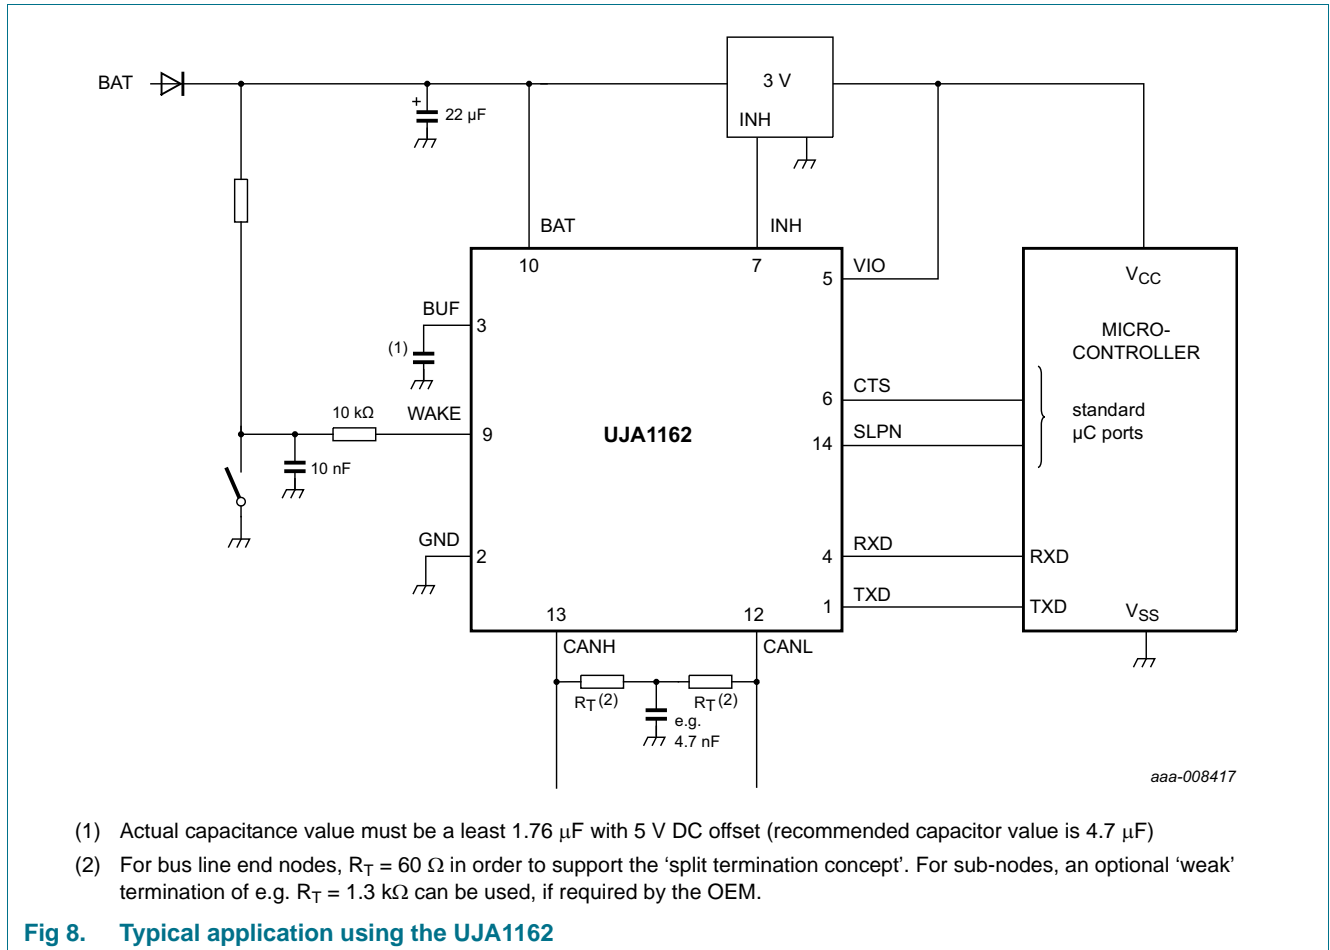 BAT
3 V
+
22 µF
INH
BAT
INH
10
7
VIO
5
VCC
BUF
3
(1)
MICRO-
CONTROLLER
CTS
6
10 kΩ
WAKE
9
UJA1162
standard
µC ports
SLPN
14
10 nF
GND
2
RXD
4
RXD
TXD
1
TXD
13
12
VSS
CANH
CANL
RT(2)
RT(2)
e.g.
4.7 nF
aaa-008417
(1) Actual capacitance value must be a least 1.76 µF with 5 V DC offset (recommended capacitor value is 4.7 µF)
(2) For bus line end nodes, RT = 60 Ω in order to support the ‘split termination concept’. For sub-nodes, an optional ‘weak’
termination of e.g. RT = 1.3 kΩ can be used, if required by the OEM.
Fig 8. Typical application using the UJA1162